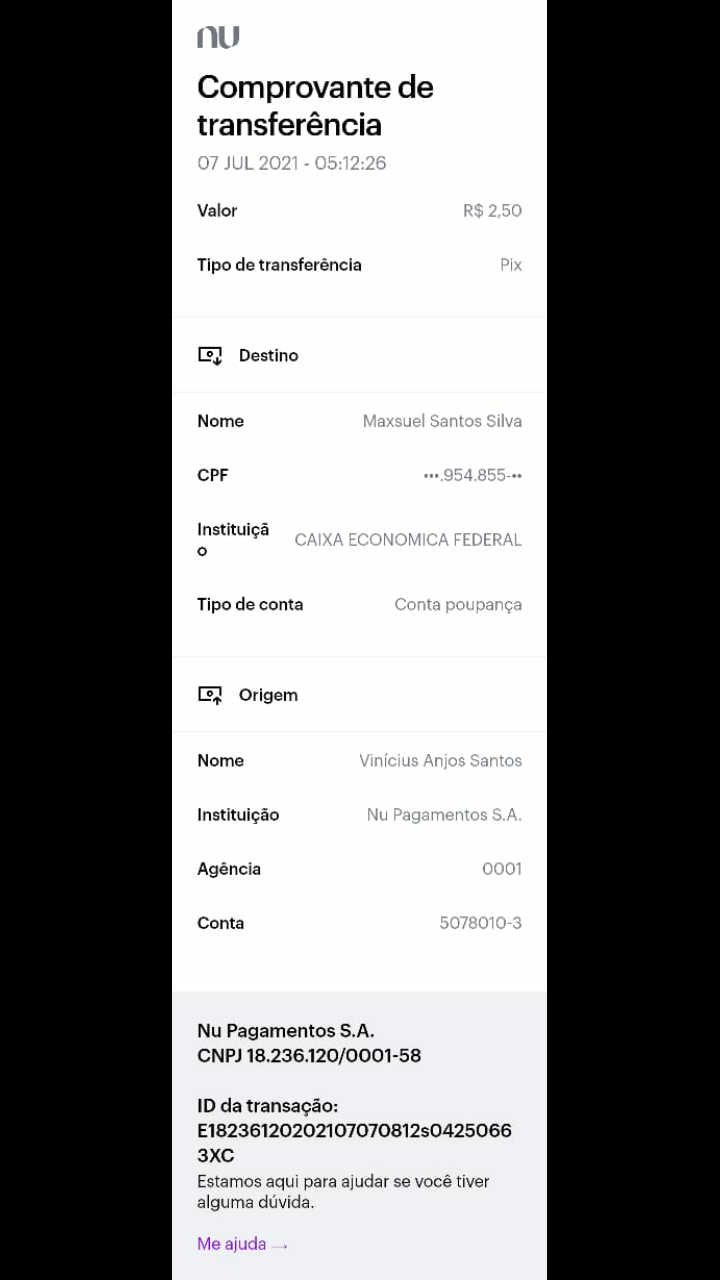 nu
Comprovante de
transferência
07 JUL 2021 - 05:12:26
Valor R$ 2,50
Tipo de transferência Pix
Destino
Nome Maxsuel Santos Silva
CPF •••.954.855-••
Instituiçã
o CAIXA ECONOMICA FEDERAL
Tipo de conta Conta poupança
Origem
Nome Vinícius Anjos Santos
Instituição Nu Pagamentos S.A.
Agência 0001
Conta 5078010-3
Nu Pagamentos S.A.
CNPJ 18.236.120/0001-58
ID da transação:
E18236120202107070812s0425066
3XC
Estamos aqui para ajudar se você tiver
alguma dúvida.
Me ajuda →